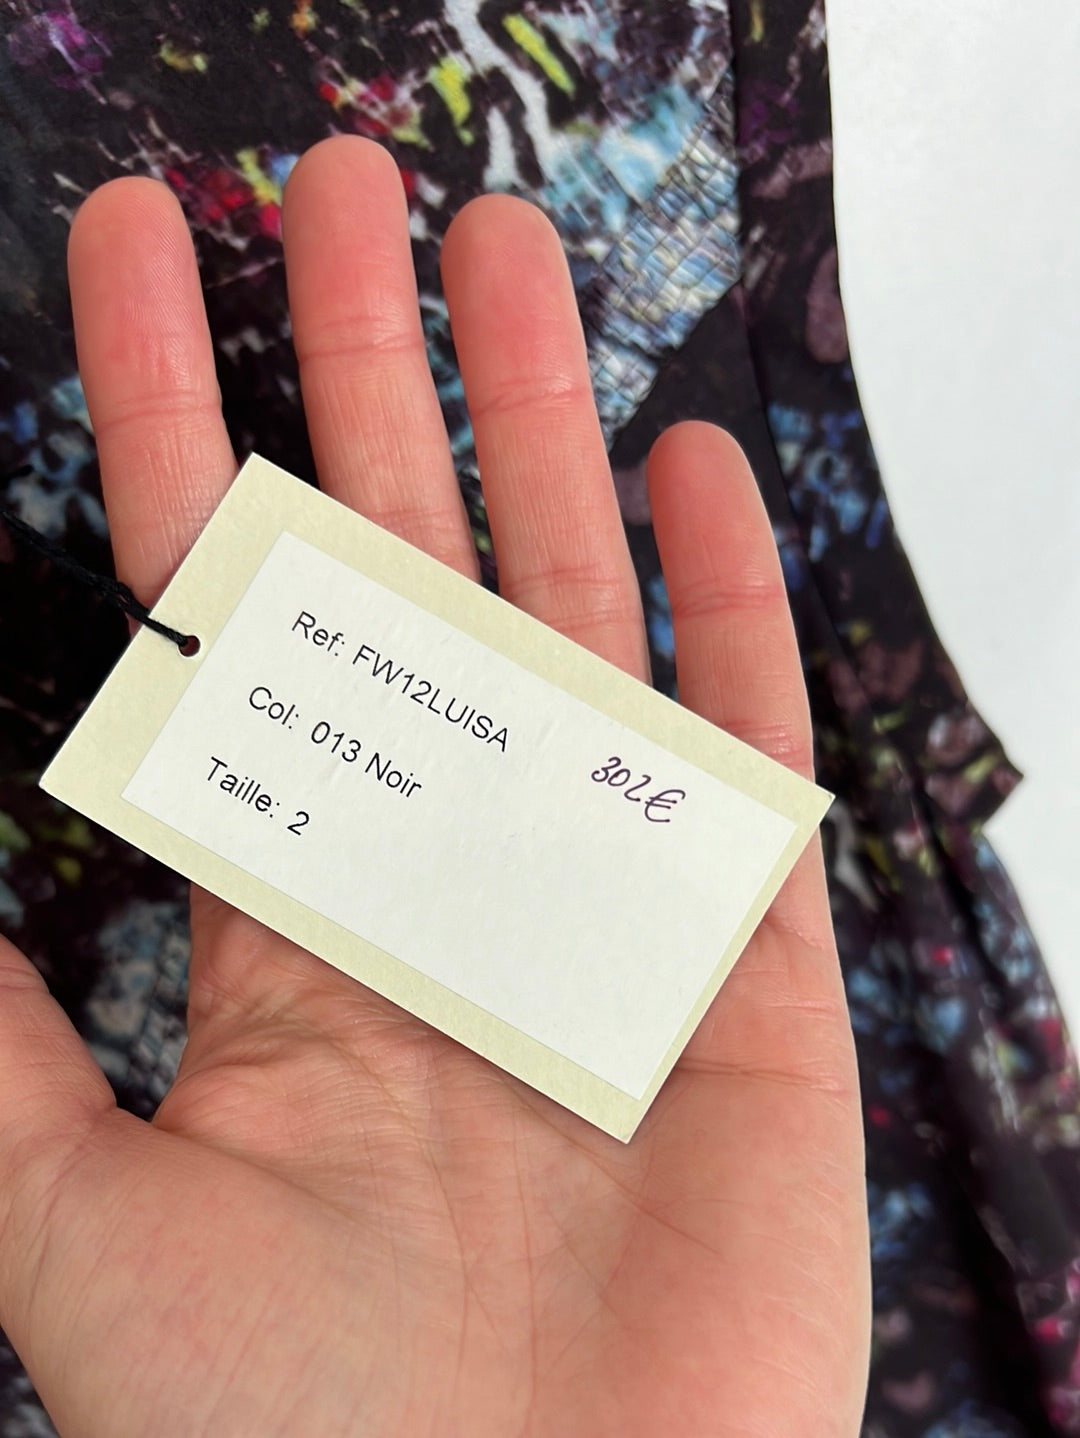 Ref: FW12LUISA
Col: 013 Noir
302€
Taille: 2